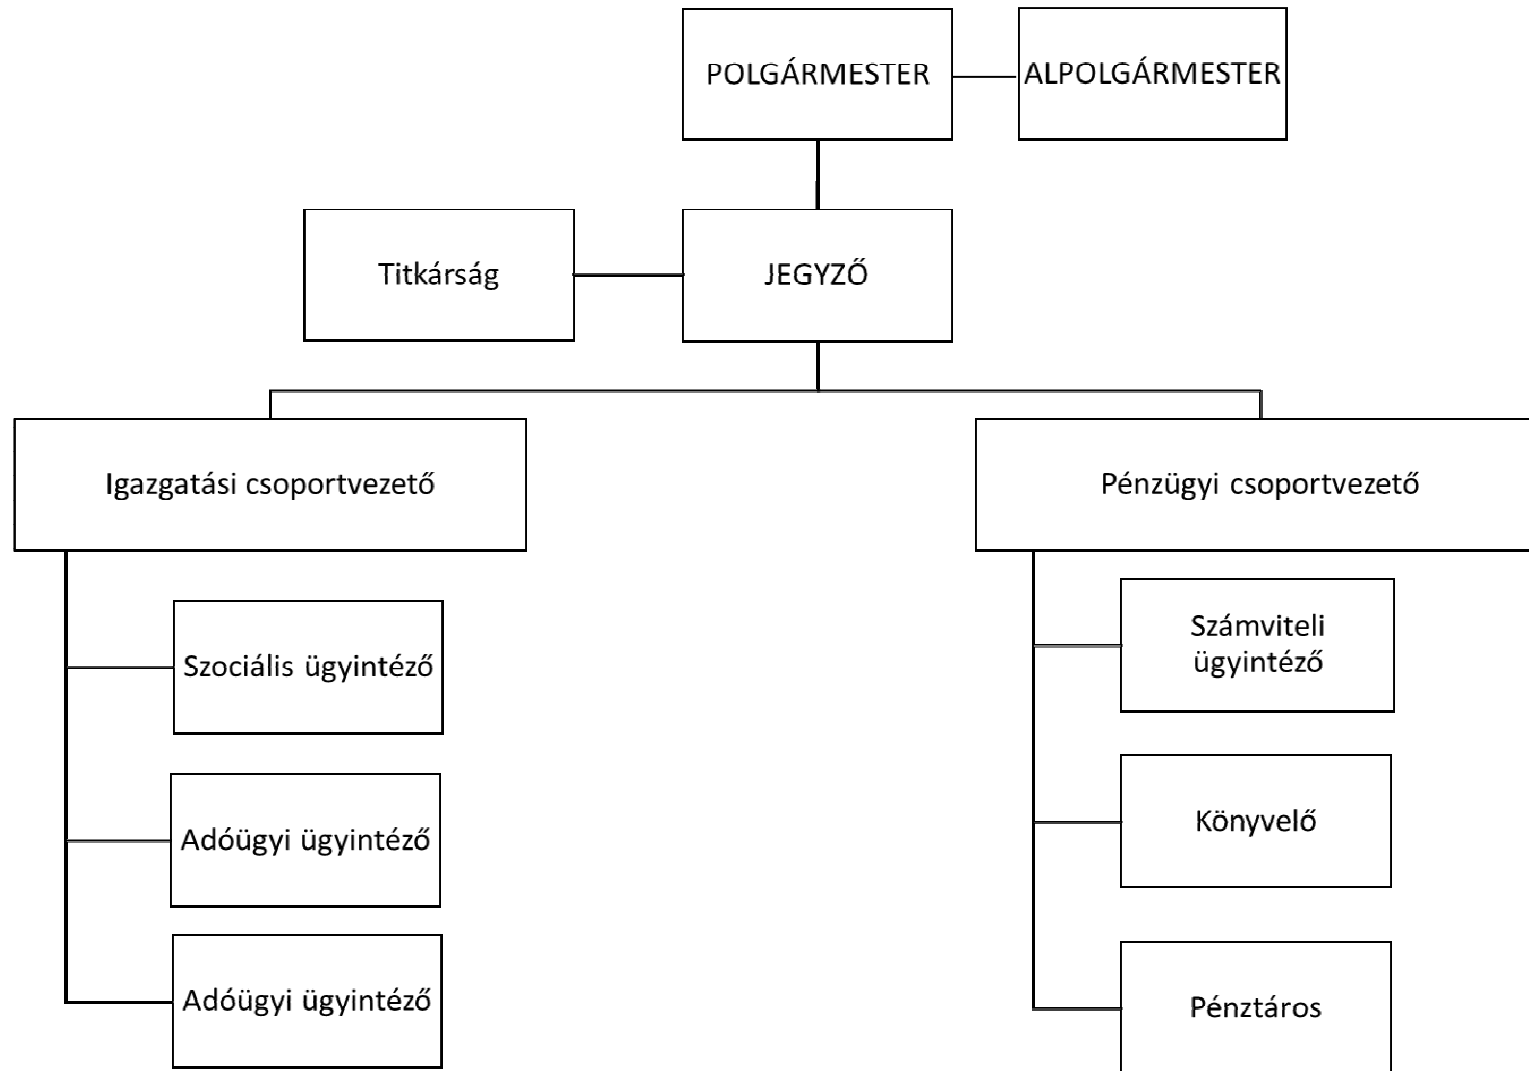 POLGÁRMESTER
ALPOLGÁRMESTER
Titkárság
JEGYZŐ
Igazgatási csoportvezető
Pénzügyi csoportvezető
Szociális ügyintéző
Adóügyi ügyintéző
Adóügyi ügyintéző
Számviteli
ügyintéző
Könyvelő
Pénztáros